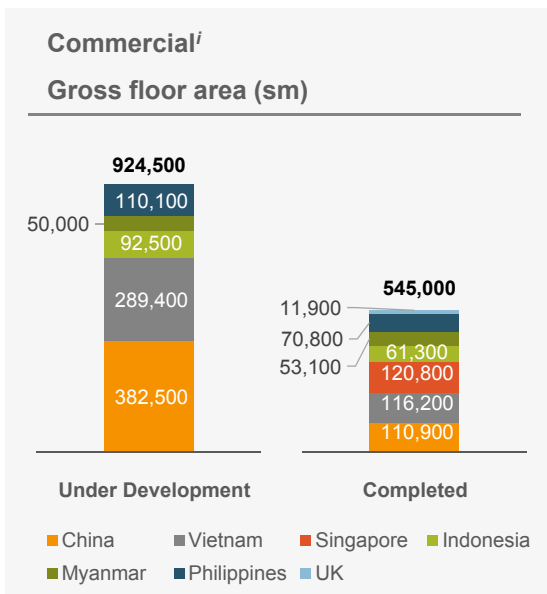 Commercialⁱ
Gross floor area (sm)
924,500
110,100
50,000
92,500
289,400
382,500
Under Development
545,000
11,900
70,800
53,100
61,300
120,800
116,200
110,900
Completed
China Vietnam Singapore Indonesia
Myanmar Philippines UK